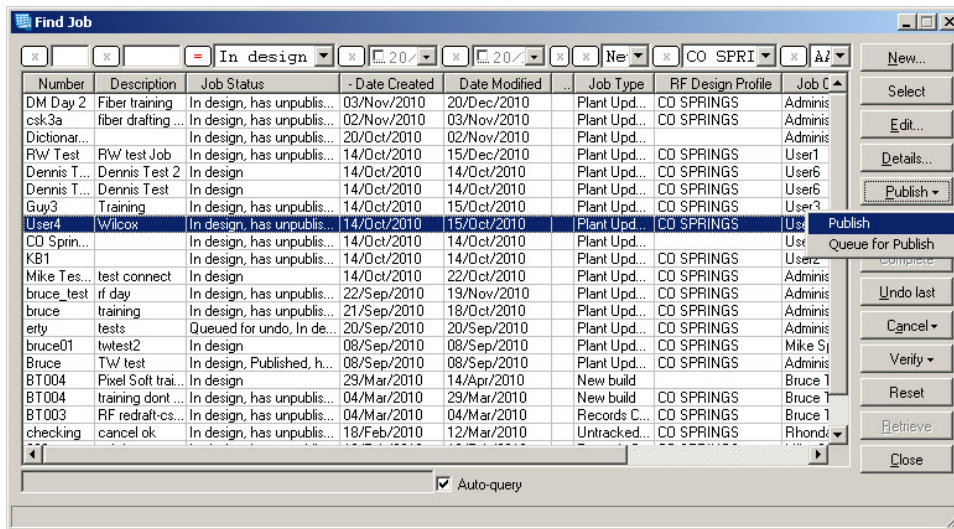 Find Job
x x = In design x 20/ x 20/ x x Ne x CO SPRI x New...
Number Description Job Status - Date Created Date Modified .. Job Type RF Design Profile Job C
DM Day 2 Fiber training In design, has unpublis... 03/Nov/2010 20/Dec/2010 Plant Upd... CO SPRINGS Adminis Select
csk3a fiber drafting ... In design, has unpublis... 02/Nov/2010 03/Nov/2010 Plant Upd... CO SPRINGS Adminis
Dictionar... In design, has unpublis... 20/Oct/2010 02/Nov/2010 Plant Upd... Adminis Edit...
RW Test RW test Job In design, has unpublis... 14/Oct/2010 15/Dec/2010 Plant Upd... CO SPRINGS User1
Dennis T... Dennis Test 2 In design 14/Oct/2010 14/Oct/2010 Plant Upd... CO SPRINGS User6 Details...
Dennis T... Dennis Test In design 14/Oct/2010 14/Oct/2010 Plant Upd... CO SPRINGS User6
Guy3 Training In design, has unpublis... 14/Oct/2010 15/Oct/2010 Plant Upd... CO SPRINGS User3 Publish
User4 Wilcox In design, has unpublis... 14/Oct/2010 15/Oct/2010 Plant Upd... CO SPRINGS Use Publish
CO Sprin... In design, has unpublis... 14/Oct/2010 14/Oct/2010 Plant Upd... Use Queue for Publish
KB1 In design, has unpublis... 14/Oct/2010 14/Oct/2010 Plant Upd... CO SPRINGS User2 Complete
Mike Tes... test connect In design 14/Oct/2010 22/Oct/2010 Plant Upd... CO SPRINGS Adminis
bruce_test rf day In design, has unpublis... 22/Sep/2010 19/Nov/2010 Plant Upd... CO SPRINGS Adminis Undo last
bruce training In design, has unpublis... 21/Sep/2010 18/Oct/2010 Plant Upd... CO SPRINGS Adminis
erty tests Queued for undo, In de... 20/Sep/2010 20/Sep/2010 Plant Upd... CO SPRINGS Adminis Cancel
bruce01 twtest2 In design 08/Sep/2010 08/Sep/2010 Plant Upd... CO SPRINGS Mike Sp
Bruce TW test In design, Published, h... 08/Sep/2010 08/Sep/2010 Plant Upd... CO SPRINGS Adminis Verify
BT004 Pixel Soft trai... In design 29/Mar/2010 14/Apr/2010 New build Bruce T
BT004 training dont ... In design, has unpublis... 04/Mar/2010 29/Mar/2010 New build CO SPRINGS Bruce T Reset
BT003 RF redraft-cs... In design, has unpublis... 04/Mar/2010 04/Mar/2010 Records C... CO SPRINGS Bruce T
checking cancel ok In design, has unpublis... 18/Feb/2010 12/Mar/2010 Untracked... CO SPRINGS Rhonda Retrieve
Close
Auto-query